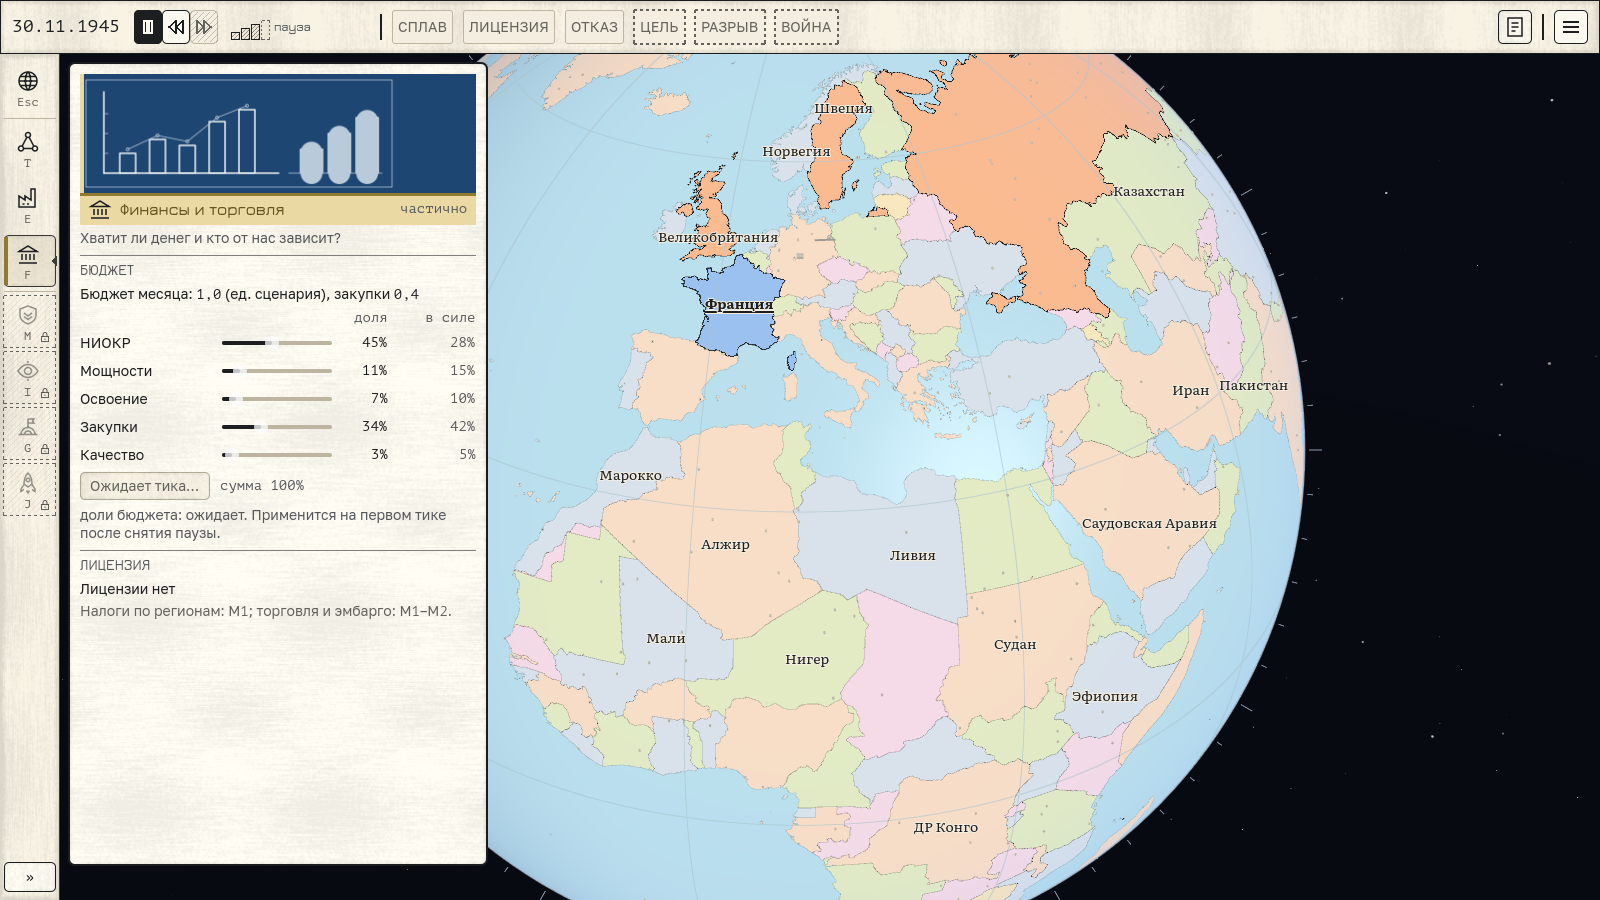 30.11.1945
пауза
СПЛАВ
ЛИЦЕНЗИЯ
ОТКАЗ
ЦЕЛЬ
РАЗРЫВ
ВОЙНА
Esc
T
E
F
M
I
G
J
»
Финансы и торговля
частично
Хватит ли денег и кто от нас зависит?
БЮДЖЕТ
Бюджет месяца: 1,0 (ед. сценария), закупки 0,4
доля в силе
НИОКР 45% 28%
Мощности 11% 15%
Освоение 7% 10%
Закупки 34% 42%
Качество 3% 5%
Ожидает тика... сумма 100%
доли бюджета: ожидает. Применится на первом тике
после снятия паузы.
ЛИЦЕНЗИЯ
Лицензии нет
Налоги по регионам: М1; торговля и эмбарго: М1–М2.
Швеция
Норвегия
Казахстан
Великобритания
Франция
Иран
Пакистан
Марокко
Саудовская Аравия
Алжир
Ливия
Мали
Нигер
Судан
Эфиопия
ДР Конго